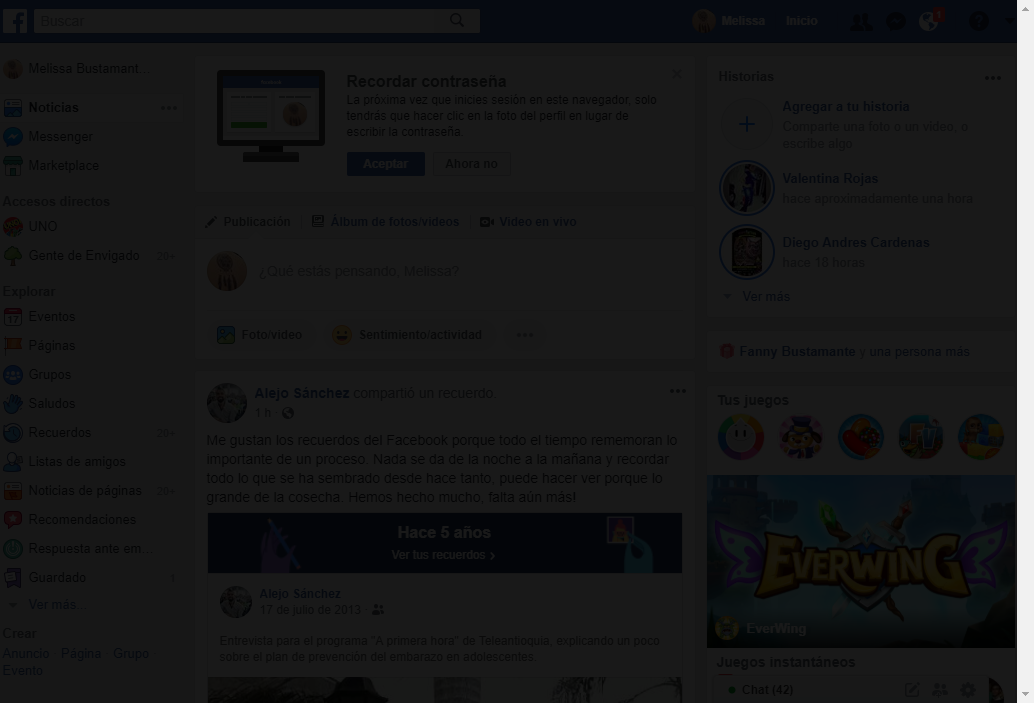 Buscar
Melissa
Inicio
Melissa Bustamant...
Noticias
Messenger
Marketplace
Accesos directos
UNO
Gente de Envigado 20+
Explorar
Eventos
Páginas
Grupos
Saludos
Recuerdos 20+
Listas de amigos
Noticias de páginas 20+
Recomendaciones
Respuesta ante em...
Guardado 1
Ver más...
Crear
Anuncio Página Grupo
Evento
Recordar contraseña
La próxima vez que inicies sesión en este navegador, solo
tendrás que hacer clic en la foto del perfil en lugar de
escribir la contraseña.
Aceptar Ahora no
Publicación Álbum de fotos/videos Video en vivo
¿Qué estás pensando, Melissa?
Foto/video Sentimiento/actividad
Alejo Sánchez compartió un recuerdo.
1 h ·
Me gustan los recuerdos del Facebook porque todo el tiempo rememoran lo
importante de un proceso. Nada se da de la noche a la mañana y recordar
todo lo que se ha sembrado desde hace tanto, puede hacer ver porque lo
grande de la cosecha. Hemos hecho mucho, falta aún más!
Hace 5 años
Ver tus recuerdos
Alejo Sánchez
17 de julio de 2013 ·
Entrevista para el programa "A primera hora" de Teleantioquia, explicando un poco
sobre el plan de prevención del embarazo en adolescentes.
Historias
Agregar a tu historia
Comparte una foto o un video, o
escribe algo
Valentina Rojas
hace aproximadamente una hora
Diego Andres Cardenas
hace 16 horas
Ver más
Fanny Bustamante y una persona más
Tus juegos
EVERWING
EverWing
Juegos instantáneos
Chat (42)